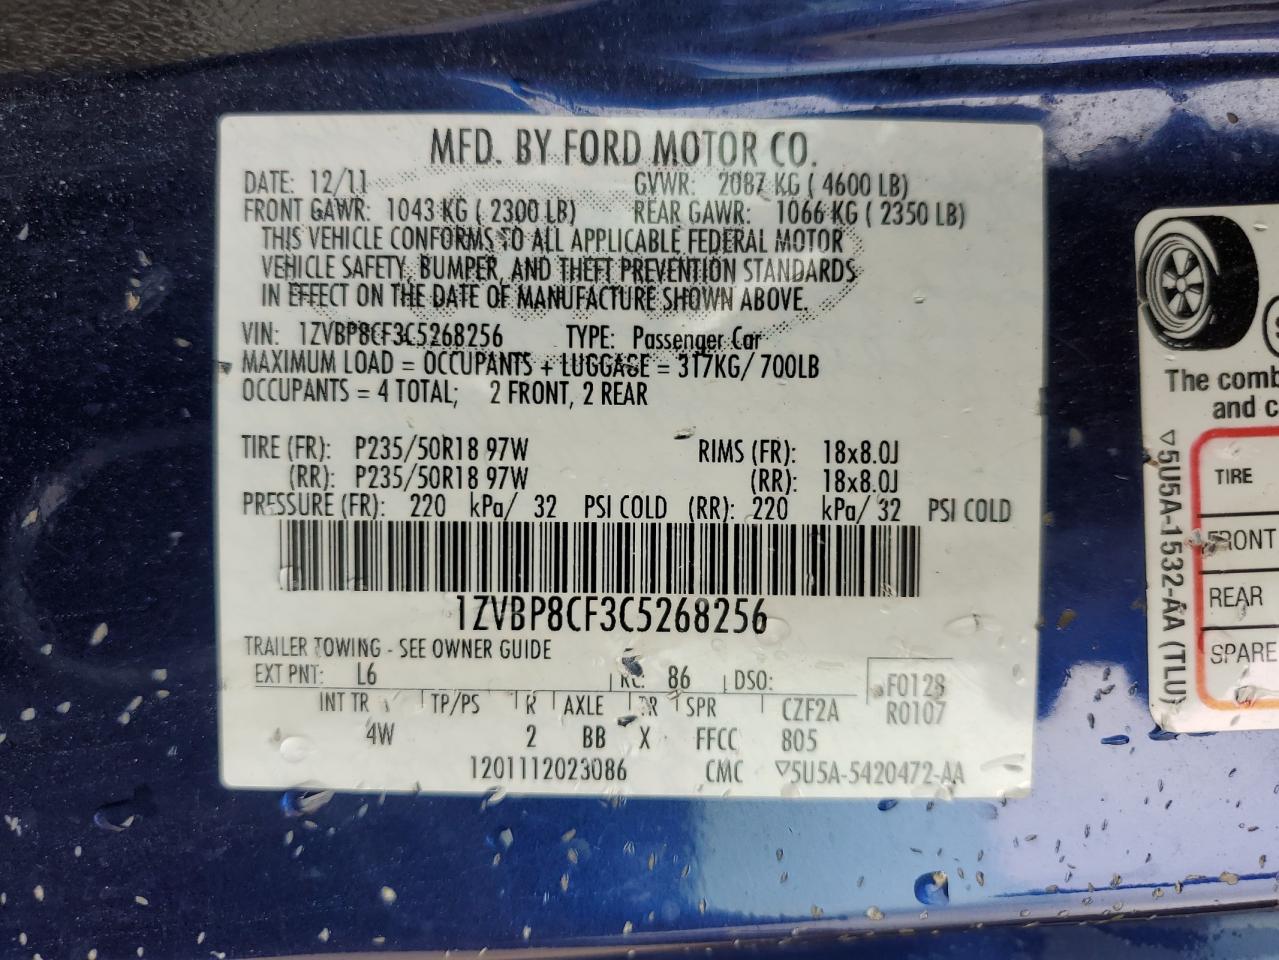 MFD. BY FORD MOTOR CO.
DATE: 12/11 GVWR: 2087 KG ( 4600 LB)
FRONT GAWR: 1043 KG ( 2300 LB) REAR GAWR: 1066 KG ( 2350 LB)
THIS VEHICLE CONFORMS TO ALL APPLICABLE FEDERAL MOTOR
VEHICLE SAFETY, BUMPER, AND THEFT PREVENTION STANDARDS
IN EFFECT ON THE DATE OF MANUFACTURE SHOWN ABOVE.
VIN: 1ZVBP8CF3C5268256 TYPE: Passenger Car
MAXIMUM LOAD = OCCUPANTS + LUGGAGE = 317KG/ 700LB
OCCUPANTS = 4 TOTAL; 2 FRONT, 2 REAR
TIRE (FR): P235/50R18 97W RIMS (FR): 18x8.0J
(RR): P235/50R18 97W (RR): 18x8.0J
PRESSURE (FR): 220 kPa/ 32 PSI COLD (RR): 220 kPa/ 32 PSI COLD
1ZVBP8CF3C5268256
TRAILER TOWING - SEE OWNER GUIDE
EXT PNT: L6 RC: 86 DSO: F0128
INT TR TP/PS R AXLE TR SPR CZF2A R0107
4W 2 BB X FFCC 805
1201112023086 CMC ▽5U5A-5420472-AA
The comb
and c
TIRE
FRONT
REAR
SPARE
▽5U5A-1532-AA (TLU)